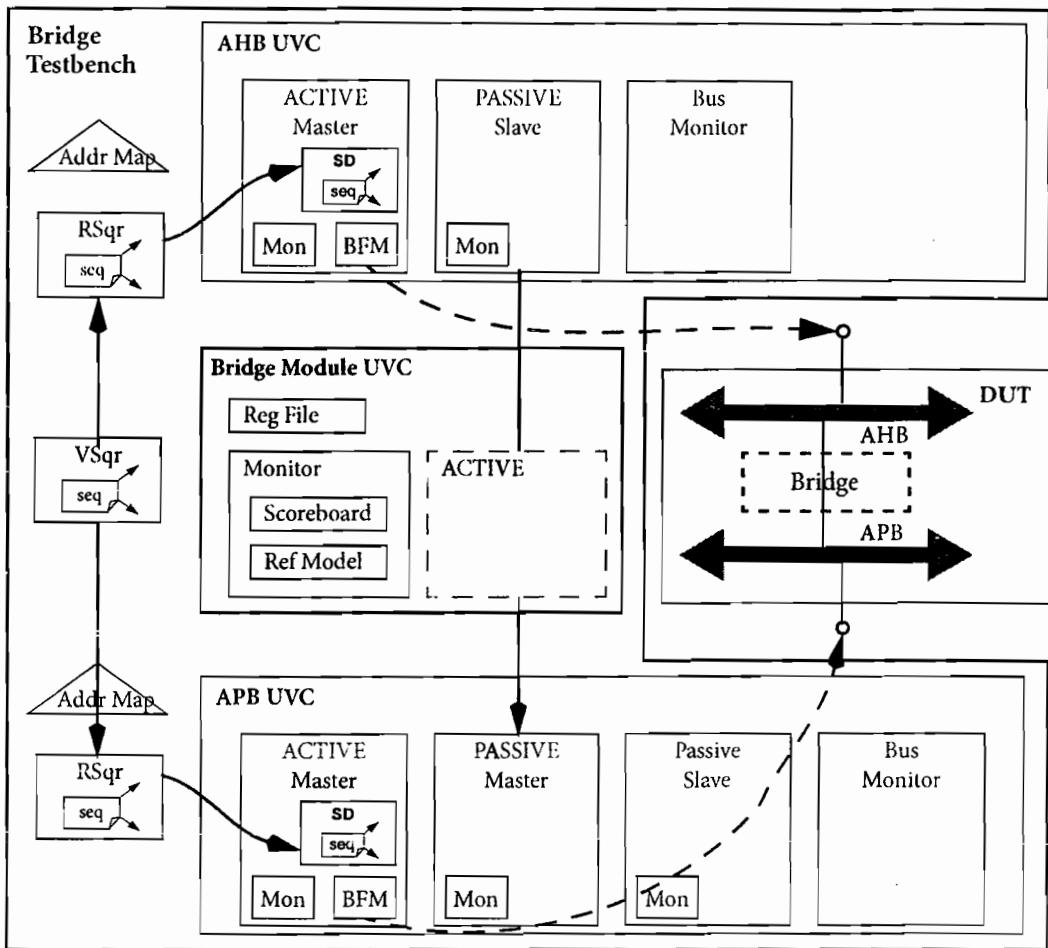 Bridge
Testbench
AHB UVC
ACTIVE
Master
SD
seq
Mon
BFM
PASSIVE
Slave
Mon
Bus
Monitor
Addr Map
RSqr
seq
VSqr
seq
Bridge Module UVC
Reg File
Monitor
Scoreboard
Ref Model
ACTIVE
DUT
AHB
Bridge
APB
Addr Map
RSqr
seq
APB UVC
ACTIVE
Master
SD
seq
Mon
BFM
PASSIVE
Master
Mon
Passive
Slave
Mon
Bus
Monitor